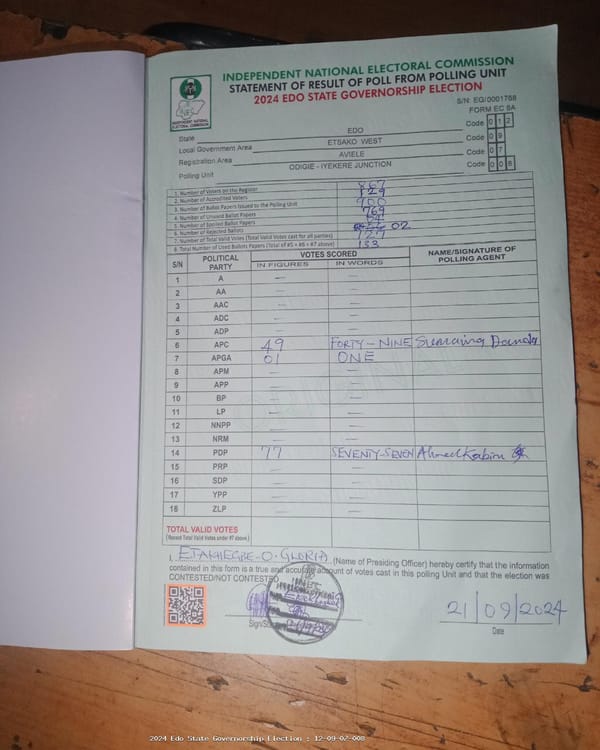 INDEPENDENT NATIONAL ELECTORAL COMMISSION
STATEMENT OF RESULT OF POLL FROM POLLING UNIT
2024 EDO STATE GOVERNORSHIP ELECTION
INEC
INDEPENDENT NATIONAL ELECTORAL COMMISSION
S/N: EG/0001768
FORM EC 8A
State EDO Code 0 1 2
Local Government Area ETSAKO WEST Code 0 9
Registration Area AVIELE Code 0 7
Polling Unit ODIGIE - IYEKERE JUNCTION Code 0 0 8
1. Number of Voters on the Register 867
2. Number of Accredited Voters 129
3. Number of Ballot Papers Issued to the Polling Unit 900
4. Number of Unused Ballot Papers 769
5. Number of Spoiled Ballot Papers 04
6. Number of Rejected Ballots 02
7. Number of Total Valid Votes (Total Valid Votes cast for all parties) 127
8. Total Number of Used Ballots Papers (Total of #5 + #6 + #7 above) 133
S/N POLITICAL PARTY VOTES SCORED NAME/SIGNATURE OF POLLING AGENT
IN FIGURES IN WORDS
1 A — —
2 AA — —
3 AAC — —
4 ADC — —
5 ADP — —
6 APC 49 FORTY-NINE
7 APGA 01 ONE
8 APM — —
9 APP — —
10 BP — —
11 LP — —
12 NNPP — —
13 NRM — —
14 PDP 77 SEVENTY-SEVEN Ahmed Kabiru
15 PRP — —
16 SDP — —
17 YPP — —
18 ZLP — —
TOTAL VALID VOTES
(Record Total Valid Votes under #7 above)
I, ETAKHEGBE-O-GLORIA (Name of Presiding Officer) hereby certify that the information
contained in this form is a true and accurate account of votes cast in this polling Unit and that the election was
CONTESTED/NOT CONTESTED
INEC
21/09/2024
Date
2024 Edo State Governorship Election : 12-09-07-008